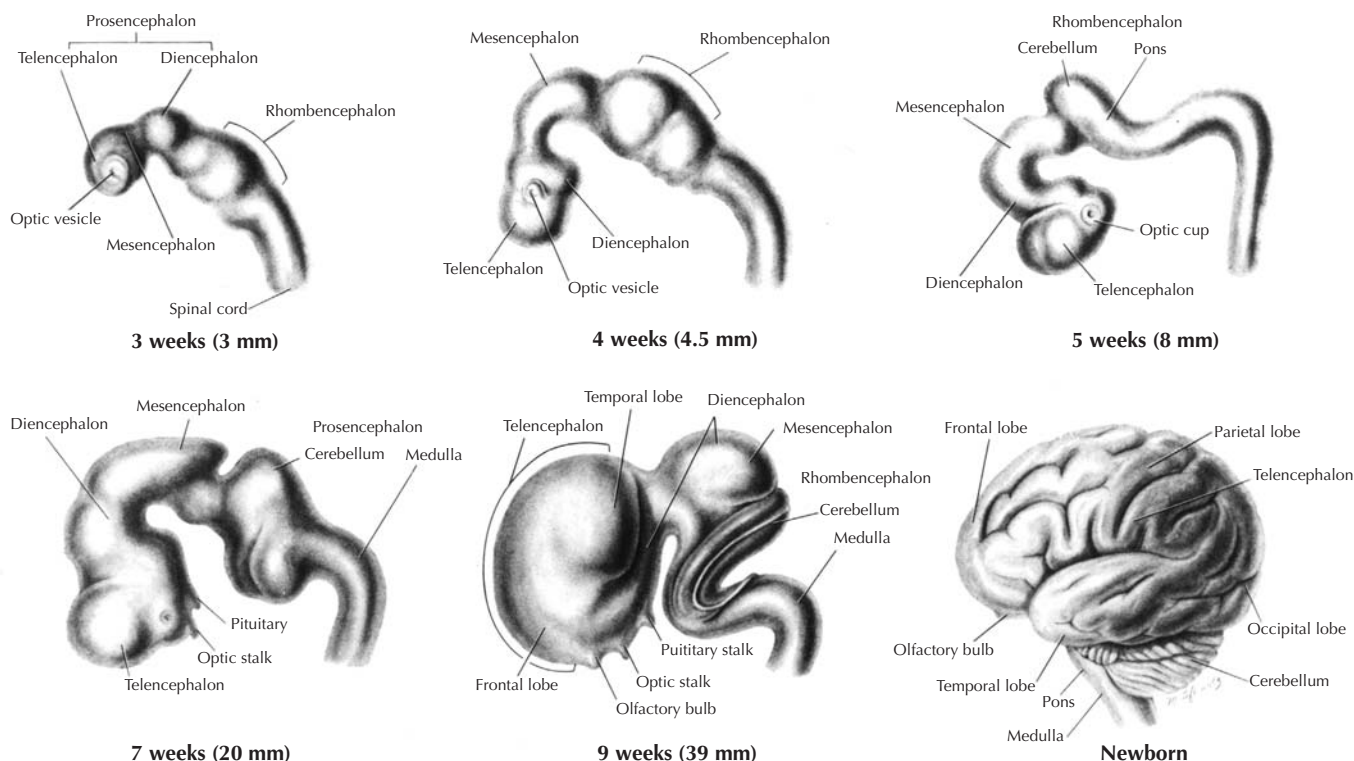 Prosencephalon
Telencephalon
Diencephalon
Rhombencephalon
Optic vesicle
Mesencephalon
Spinal cord
3 weeks (3 mm)
Mesencephalon
Rhombencephalon
Diencephalon
Telencephalon
Optic vesicle
4 weeks (4.5 mm)
Rhombencephalon
Cerebellum
Pons
Mesencephalon
Optic cup
Diencephalon
Telencephalon
5 weeks (8 mm)
Mesencephalon
Diencephalon
Prosencephalon
Cerebellum
Medulla
Pituitary
Optic stalk
Telencephalon
7 weeks (20 mm)
Temporal lobe
Diencephalon
Telencephalon
Mesencephalon
Rhombencephalon
Cerebellum
Medulla
Puititary stalk
Frontal lobe
Optic stalk
Olfactory bulb
9 weeks (39 mm)
Frontal lobe
Parietal lobe
Telencephalon
Occipital lobe
Olfactory bulb
Temporal lobe
Cerebellum
Pons
Medulla
Newborn